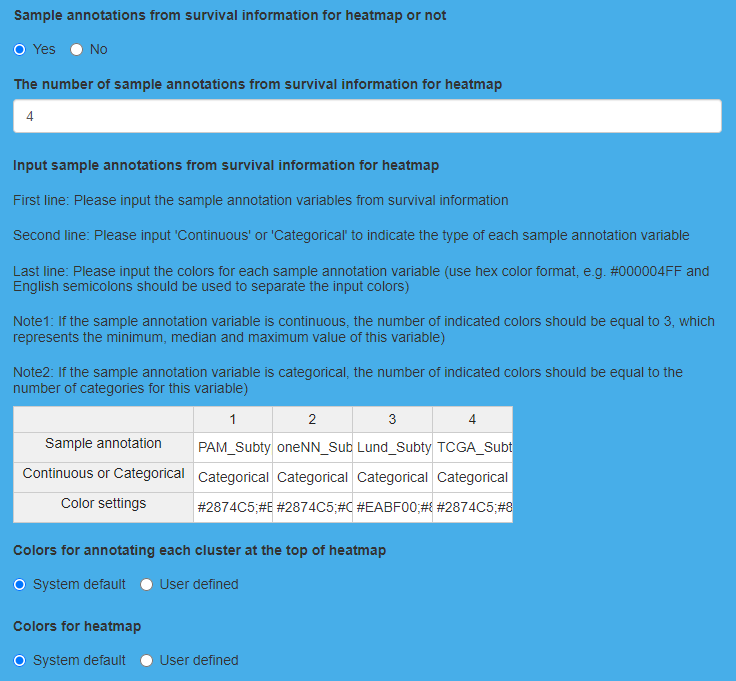 Sample annotations from survival information for heatmap or not
Yes No
The number of sample annotations from survival information for heatmap
4
Input sample annotations from survival information for heatmap
First line: Please input the sample annotation variables from survival information
Second line: Please input 'Continuous' or 'Categorical' to indicate the type of each sample annotation variable
Last line: Please input the colors for each sample annotation variable (use hex color format, e.g. #000004FF and
English semicolons should be used to separate the input colors)
Note1: If the sample annotation variable is continuous, the number of indicated colors should be equal to 3, which
represents the minimum, median and maximum value of this variable)
Note2: If the sample annotation variable is categorical, the number of indicated colors should be equal to the
number of categories for this variable)
1 2 3 4
Sample annotation PAM_Subty oneNN_Sub Lund_Subty TCGA_Subt
Continuous or Categorical Categorical Categorical Categorical Categorical
Color settings #2874C5;#E #2874C5;#C #EABF00;#8 #2874C5;#8
Colors for annotating each cluster at the top of heatmap
System default User defined
Colors for heatmap
System default User defined